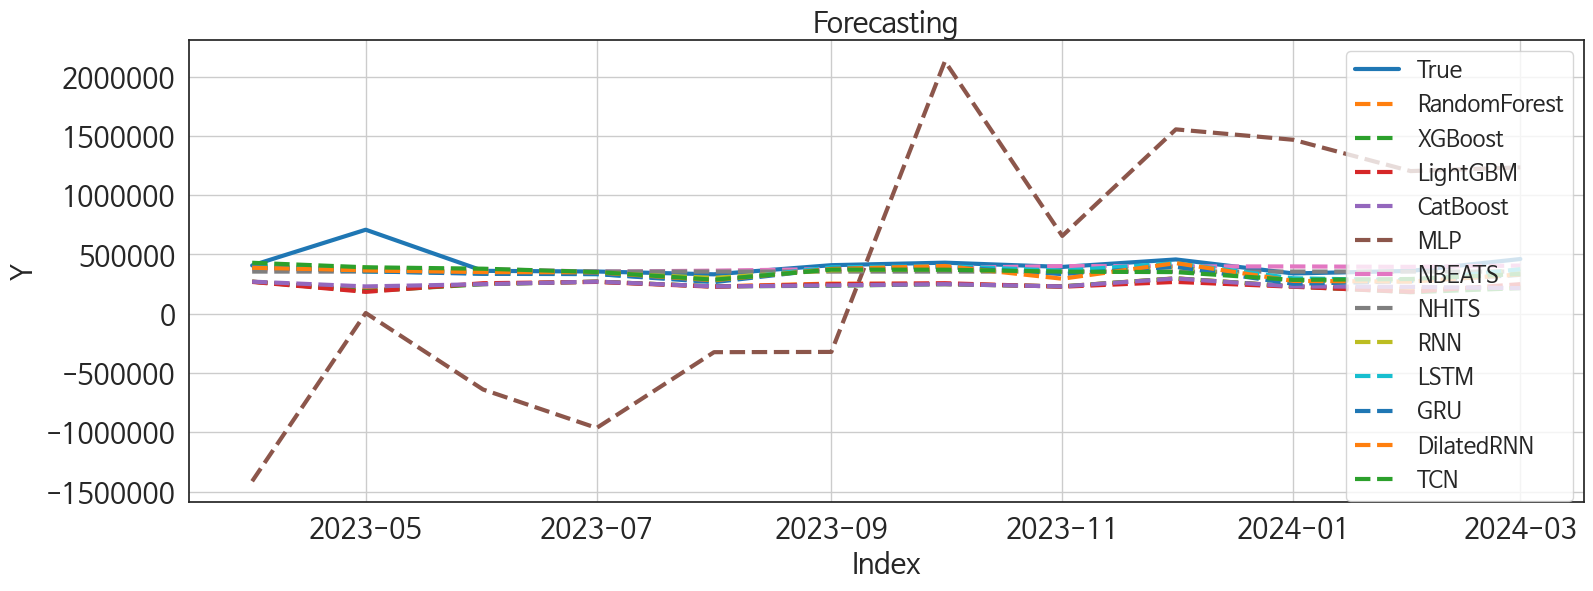 Forecasting
2000000
1500000
1000000
500000
0
−500000
−1000000
−1500000
Y
2023−05
2023−07
2023−09
2023−11
2024−01
2024−03
Index
True
RandomForest
XGBoost
LightGBM
CatBoost
MLP
NBEATS
NHITS
RNN
LSTM
GRU
DilatedRNN
TCN